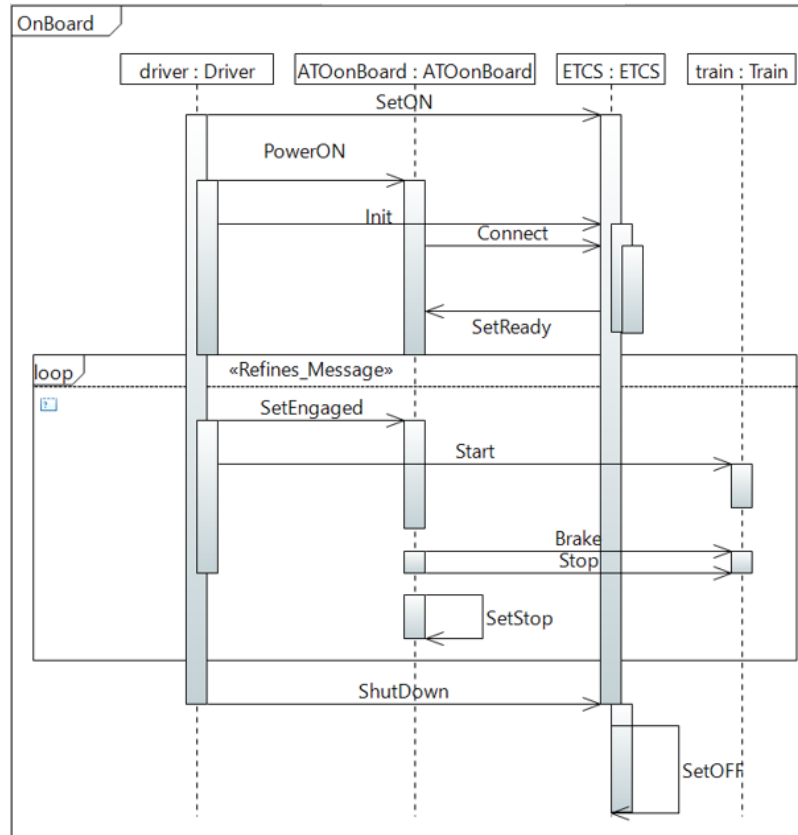 OnBoard
driver : Driver
ATOonBoard : ATOonBoard
ETCS : ETCS
train : Train
SetON
PowerON
Init
Connect
SetReady
loop
«Refines_Message»
SetEngaged
Start
Brake
Stop
SetStop
ShutDown
SetOFF